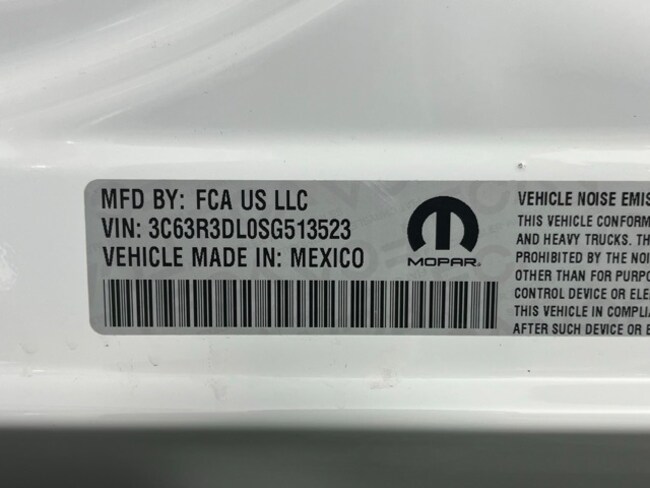 MFD BY: FCA US LLC
VIN: 3C63R3DL0SG513523
VEHICLE MADE IN: MEXICO
MOPAR
VEHICLE NOISE EMIS
THIS VEHICLE CONFORM
AND HEAVY TRUCKS. TH
PROHIBITED BY THE NOI
OTHER THAN FOR PURPO
CONTROL DEVICE OR ELE
THIS VEHICLE IN COMPLI
AFTER SUCH DEVICE OR E